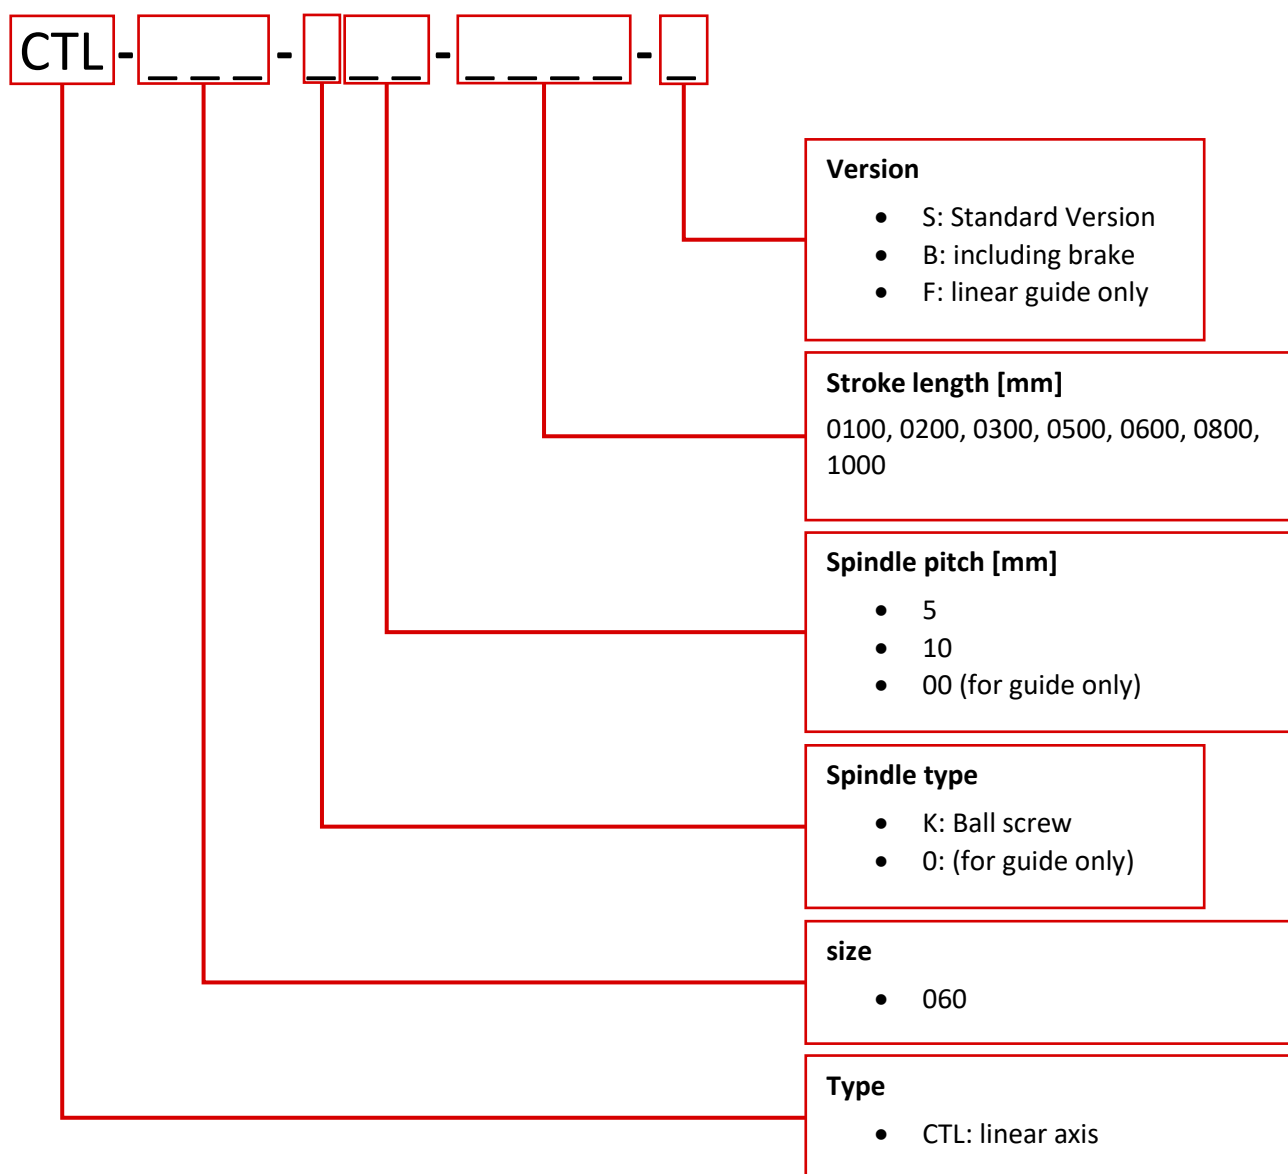 CTL - _ _ _ - _ _ _ - _ _ _ _ - _
Version
• S: Standard Version
• B: including brake
• F: linear guide only
Stroke length [mm]
0100, 0200, 0300, 0500, 0600, 0800,
1000
Spindle pitch [mm]
• 5
• 10
• 00 (for guide only)
Spindle type
• K: Ball screw
• 0: (for guide only)
size
• 060
Type
• CTL: linear axis